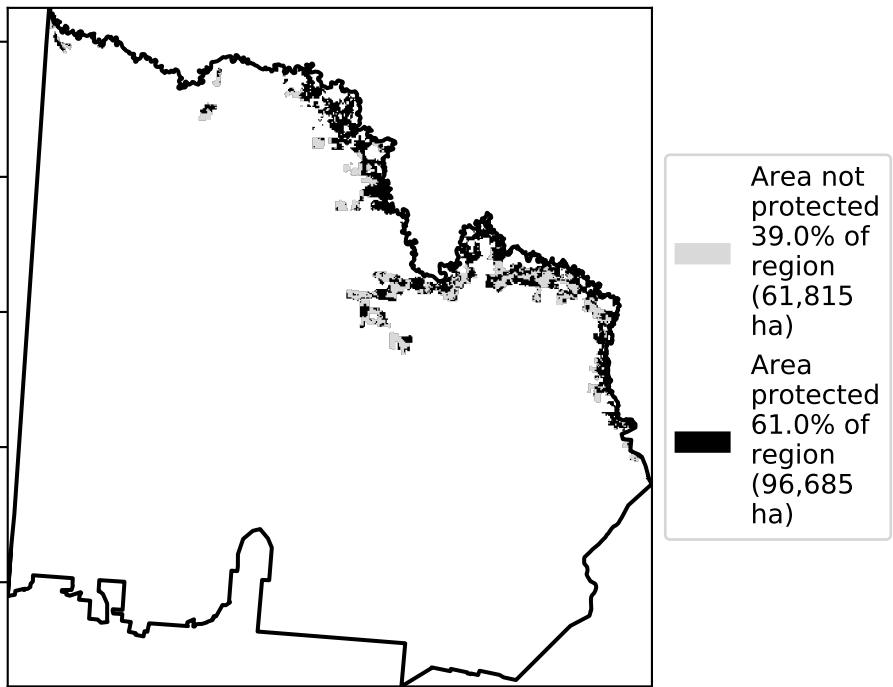 Area not
protected
39.0% of
region
(61,815
ha)
Area
protected
61.0% of
region
(96,685
ha)